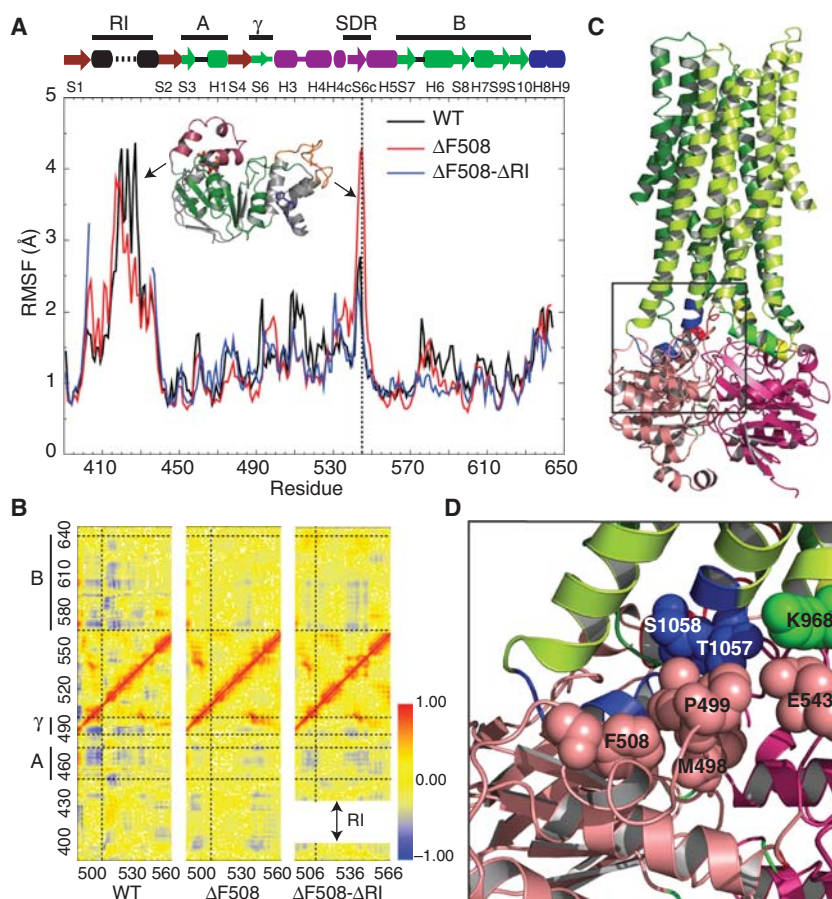 A
RI A γ SDR B
S1 S2 S3 H1 S4 S6 H3 H4 H4c S6c H5 S7 H6 S8 H7 S9 S10 H8 H9
RMSF (Å)
5
4
3
2
1
0
WT
ΔF508
ΔF508-ΔRI
410 450 490 530 570 610 650
Residue
B
640
610
580
550
520
490
460
430
400
B
γ
A
RI
500 530 560
500 530 560
506 536 566
WT ΔF508 ΔF508-ΔRI
1.00
0.00
–1.00
C
D
S1058
T1057
K968
P499
E543
F508
M498